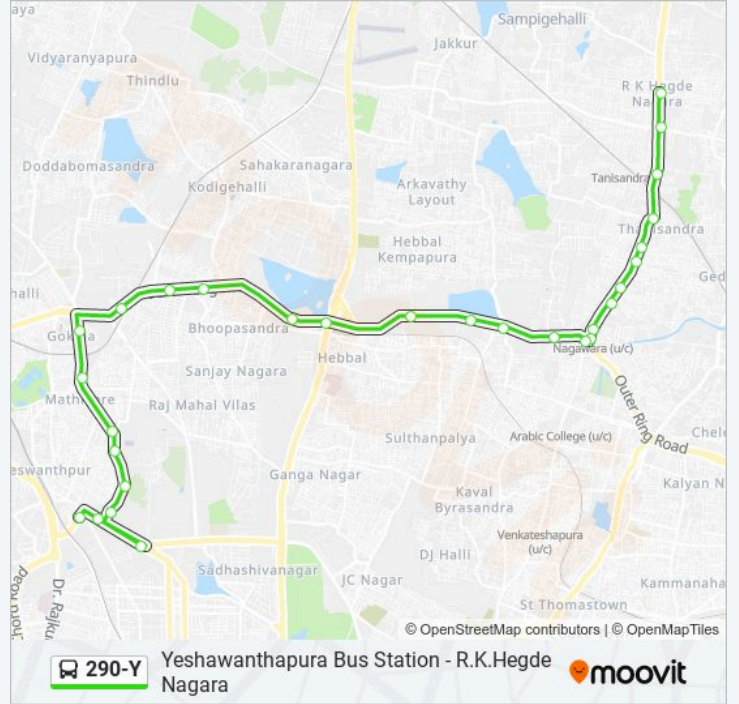 aya
Sampigehalli
Jakkur
Vidyaranyapura
Thindlu
R K Hegde
Nagara
Doddabomasandra
Sahakaranagara
Kodigehalli
Tanisandra
Arkavathy
Layout
Thanisandra
Hebbal
Kempapura
Ged
halli
Bhoopasandra
Hebbal
Nagawara (u/c)
Sanjay Nagara
Raj Mahal Vilas
Outer Ring Road
Sulthanpalya
Arabic College (u/c)
Chele
eswanthpur
Ganga Nagar
Kaval
Byrasandra
Kalyan N
Venkateshapura
(u/c)
DJ Halli
Sadhashivanagar
JC Nagar
Kammanaha
St Thomastown
Dr. Rajku
© OpenStreetMap contributors | © OpenMapTiles
290-Y
Yeshawanthapura Bus Station - R.K.Hegde
Nagara
moovit